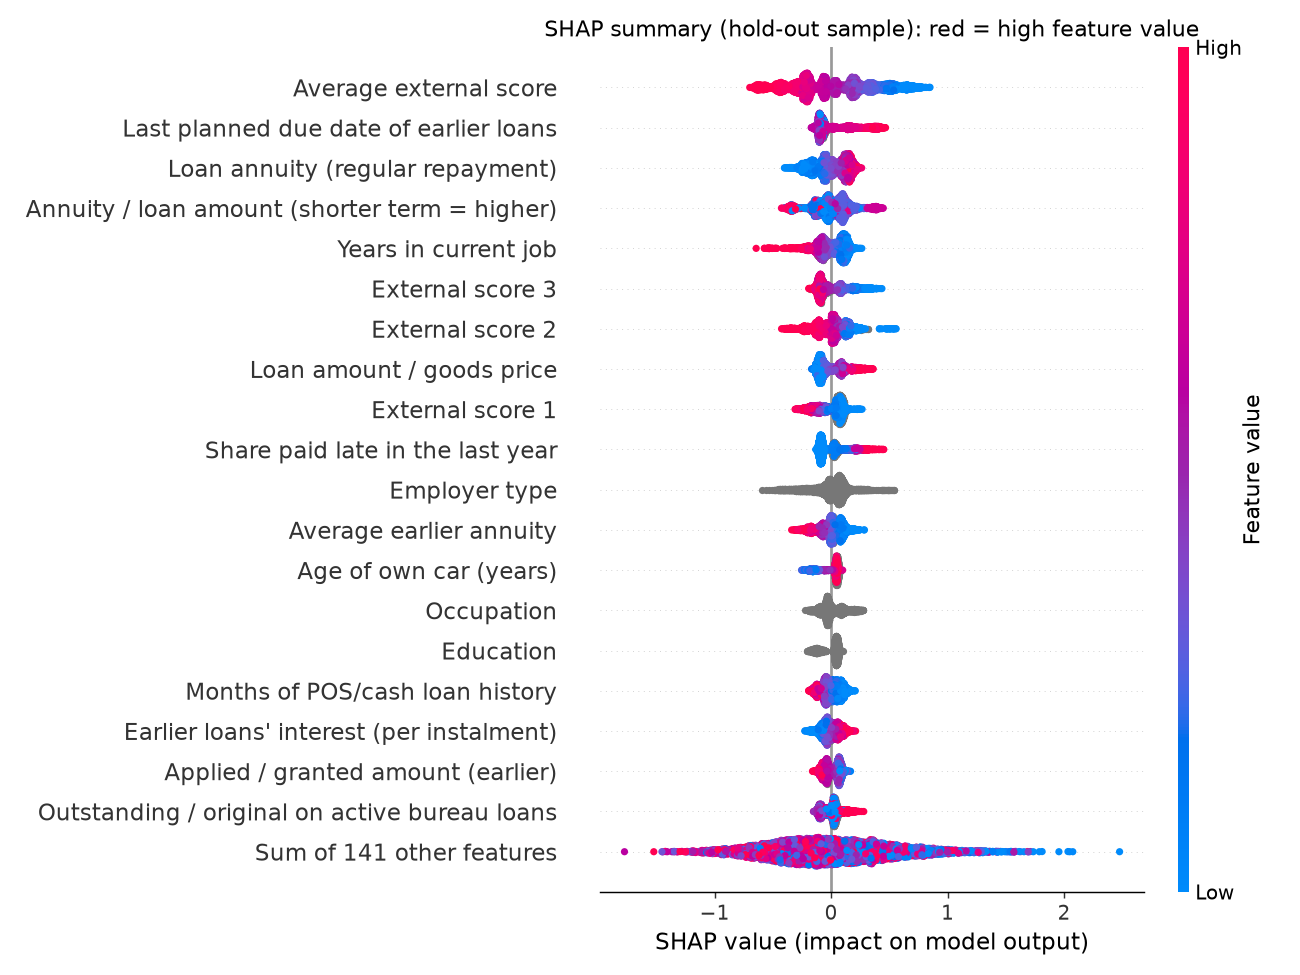 SHAP summary (hold-out sample): red = high feature value
High
Average external score
Last planned due date of earlier loans
Loan annuity (regular repayment)
Annuity / loan amount (shorter term = higher)
Years in current job
External score 3
External score 2
Loan amount / goods price
External score 1
Share paid late in the last year
Employer type
Average earlier annuity
Age of own car (years)
Occupation
Education
Months of POS/cash loan history
Earlier loans' interest (per instalment)
Applied / granted amount (earlier)
Outstanding / original on active bureau loans
Sum of 141 other features
Feature value
Low
−1 0 1 2
SHAP value (impact on model output)